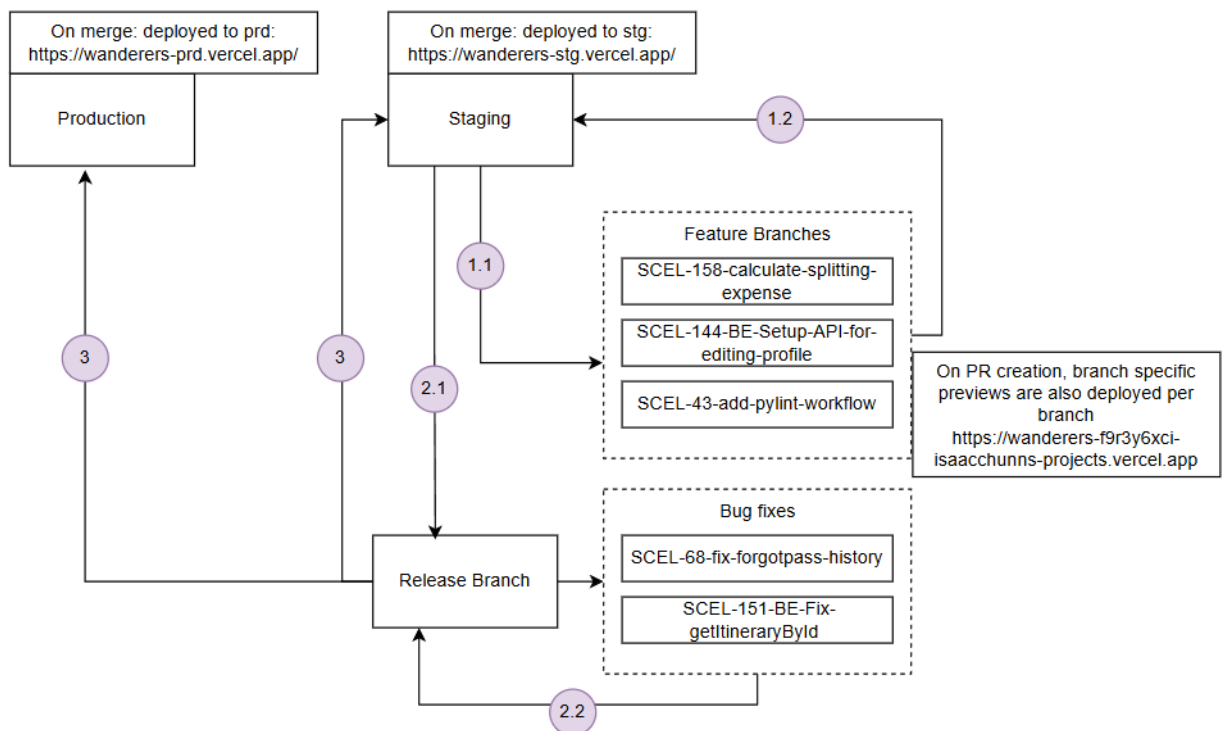 On merge: deployed to prd:
https://wanderers-prd.vercel.app/
On merge: deployed to stg:
https://wanderers-stg.vercel.app/
Production
Staging
1.2
Feature Branches
1.1
SCEL-158-calculate-splitting-
expense
SCEL-144-BE-Setup-API-for-
editing-profile
3
3
2.1
SCEL-43-add-pylint-workflow
On PR creation, branch specific
previews are also deployed per
branch
https://wanderers-f9r3y6xci-
isaacchunns-projects.vercel.app
Bug fixes
SCEL-68-fix-forgotpass-history
Release Branch
SCEL-151-BE-Fix-
getItineraryById
2.2